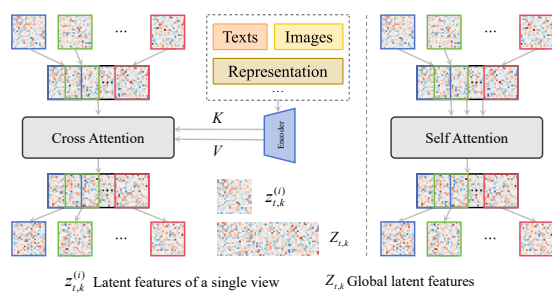 ...
...
Texts
Images
Representation
...
...
...
Cross Attention
K
V
Encoder
Self Attention
z_{t,k}^{(i)}
Z_{t,k}
...
...
...
...
z_{t,k}^{(i)} Latent features of a single view
Z_{t,k} Global latent features